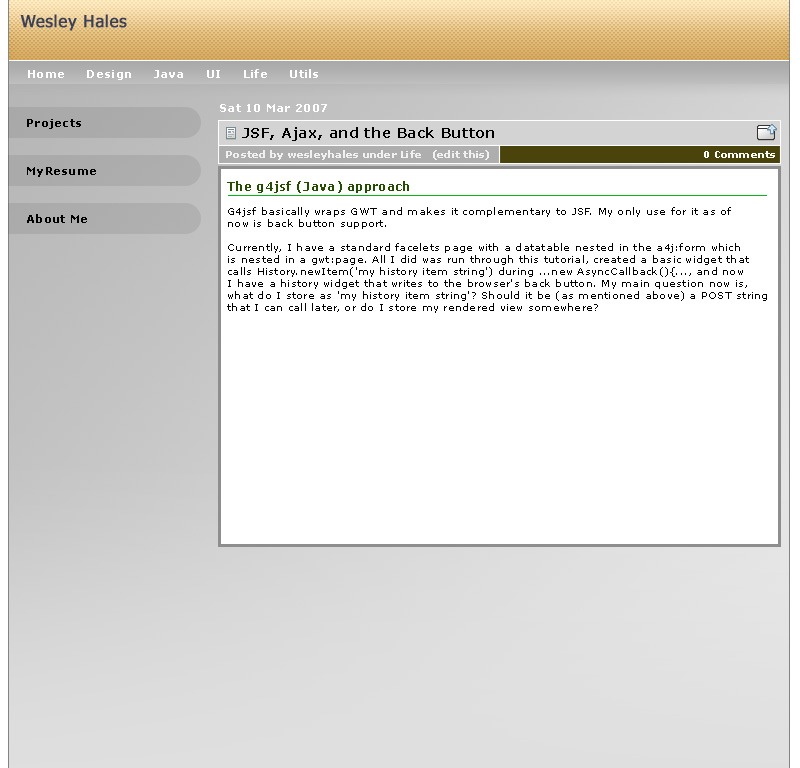 Wesley Hales
Home Design Java UI Life Utils
Projects
MyResume
About Me
Sat 10 Mar 2007
JSF, Ajax, and the Back Button
Posted by wesleyhales under Life (edit this) 0 Comments
The g4jsf (Java) approach
G4jsf basically wraps GWT and makes it complementary to JSF. My only use for it as of
now is back button support.
Currently, I have a standard facelets page with a datatable nested in the a4j:form which
is nested in a gwt:page. All I did was run through this tutorial, created a basic widget that
calls History.newItem('my history item string') during ...new AsyncCallback(){..., and now
I have a history widget that writes to the browser's back button. My main question now is,
what do I store as 'my history item string'? Should it be (as mentioned above) a POST string
that I can call later, or do I store my rendered view somewhere?